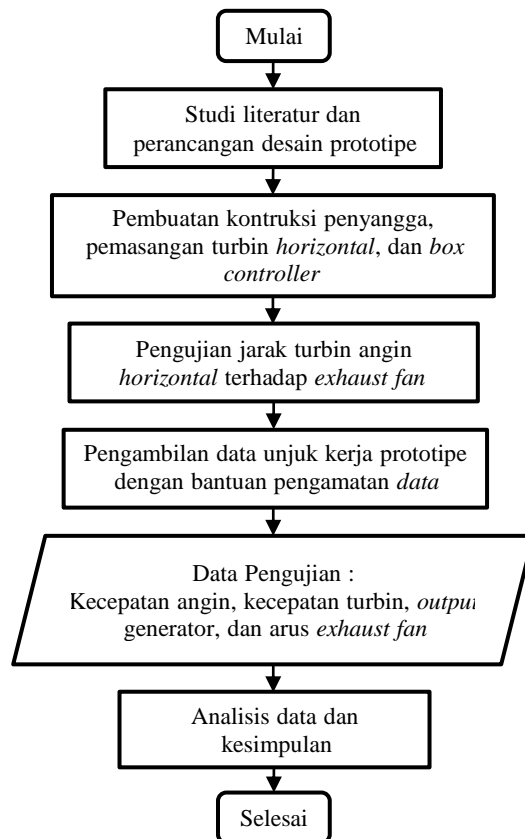 Mulai
Studi literatur dan
perancangan desain prototipe
Pembuatan kontruksi penyangga,
pemasangan turbin horizontal, dan box
controller
Pengujian jarak turbin angin
horizontal terhadap exhaust fan
Pengambilan data unjuk kerja prototipe
dengan bantuan pengamatan data
Data Pengujian :
Kecepatan angin, kecepatan turbin, output
generator, dan arus exhaust fan
Analisis data dan
kesimpulan
Selesai